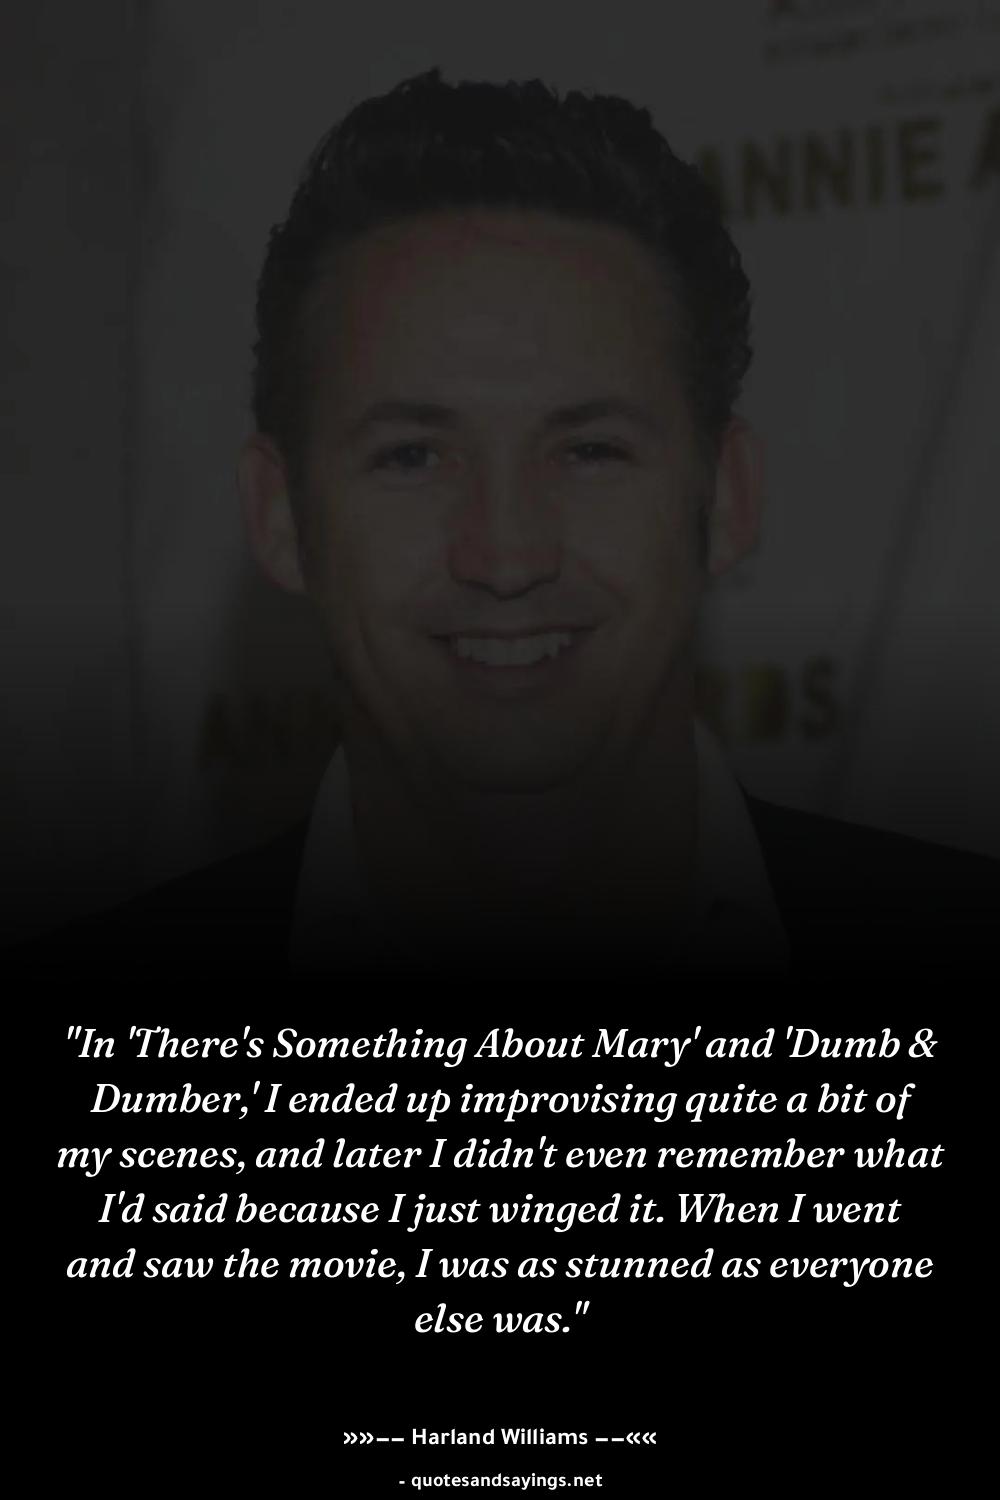 ANNIE A
RDS
"In 'There's Something About Mary' and 'Dumb &
Dumber,' I ended up improvising quite a bit of
my scenes, and later I didn't even remember what
I'd said because I just winged it. When I went
and saw the movie, I was as stunned as everyone
else was."
»»−− Harland Williams −−««
- quotesandsayings.net